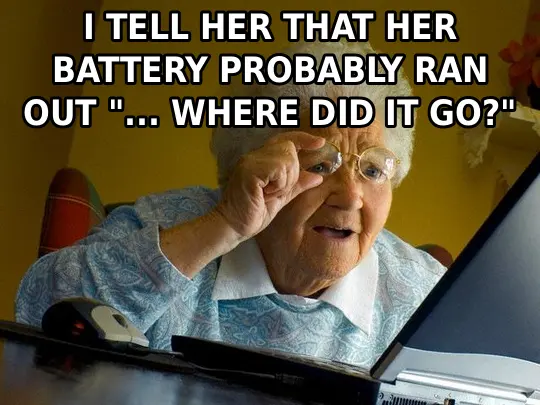 I TELL HER THAT HER
BATTERY PROBABLY RAN
OUT "... WHERE DID IT GO?"